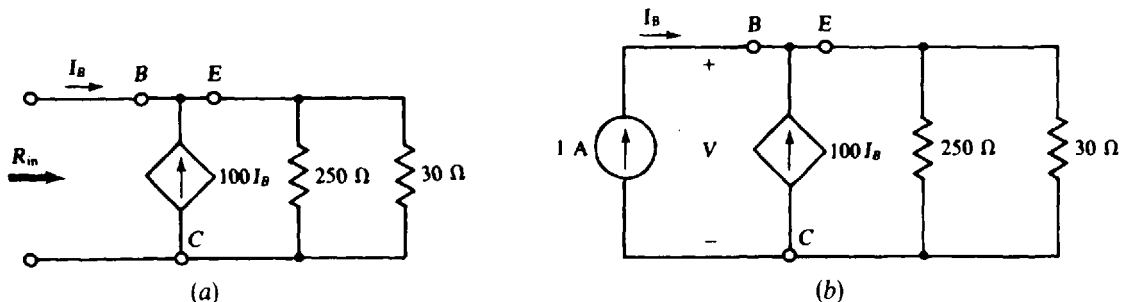 I_B B E
R_in
100 I_B
250 Ω
30 Ω
C
(a)
I_B B E
+
1 A
V
100 I_B
250 Ω
30 Ω
−
C
(b)